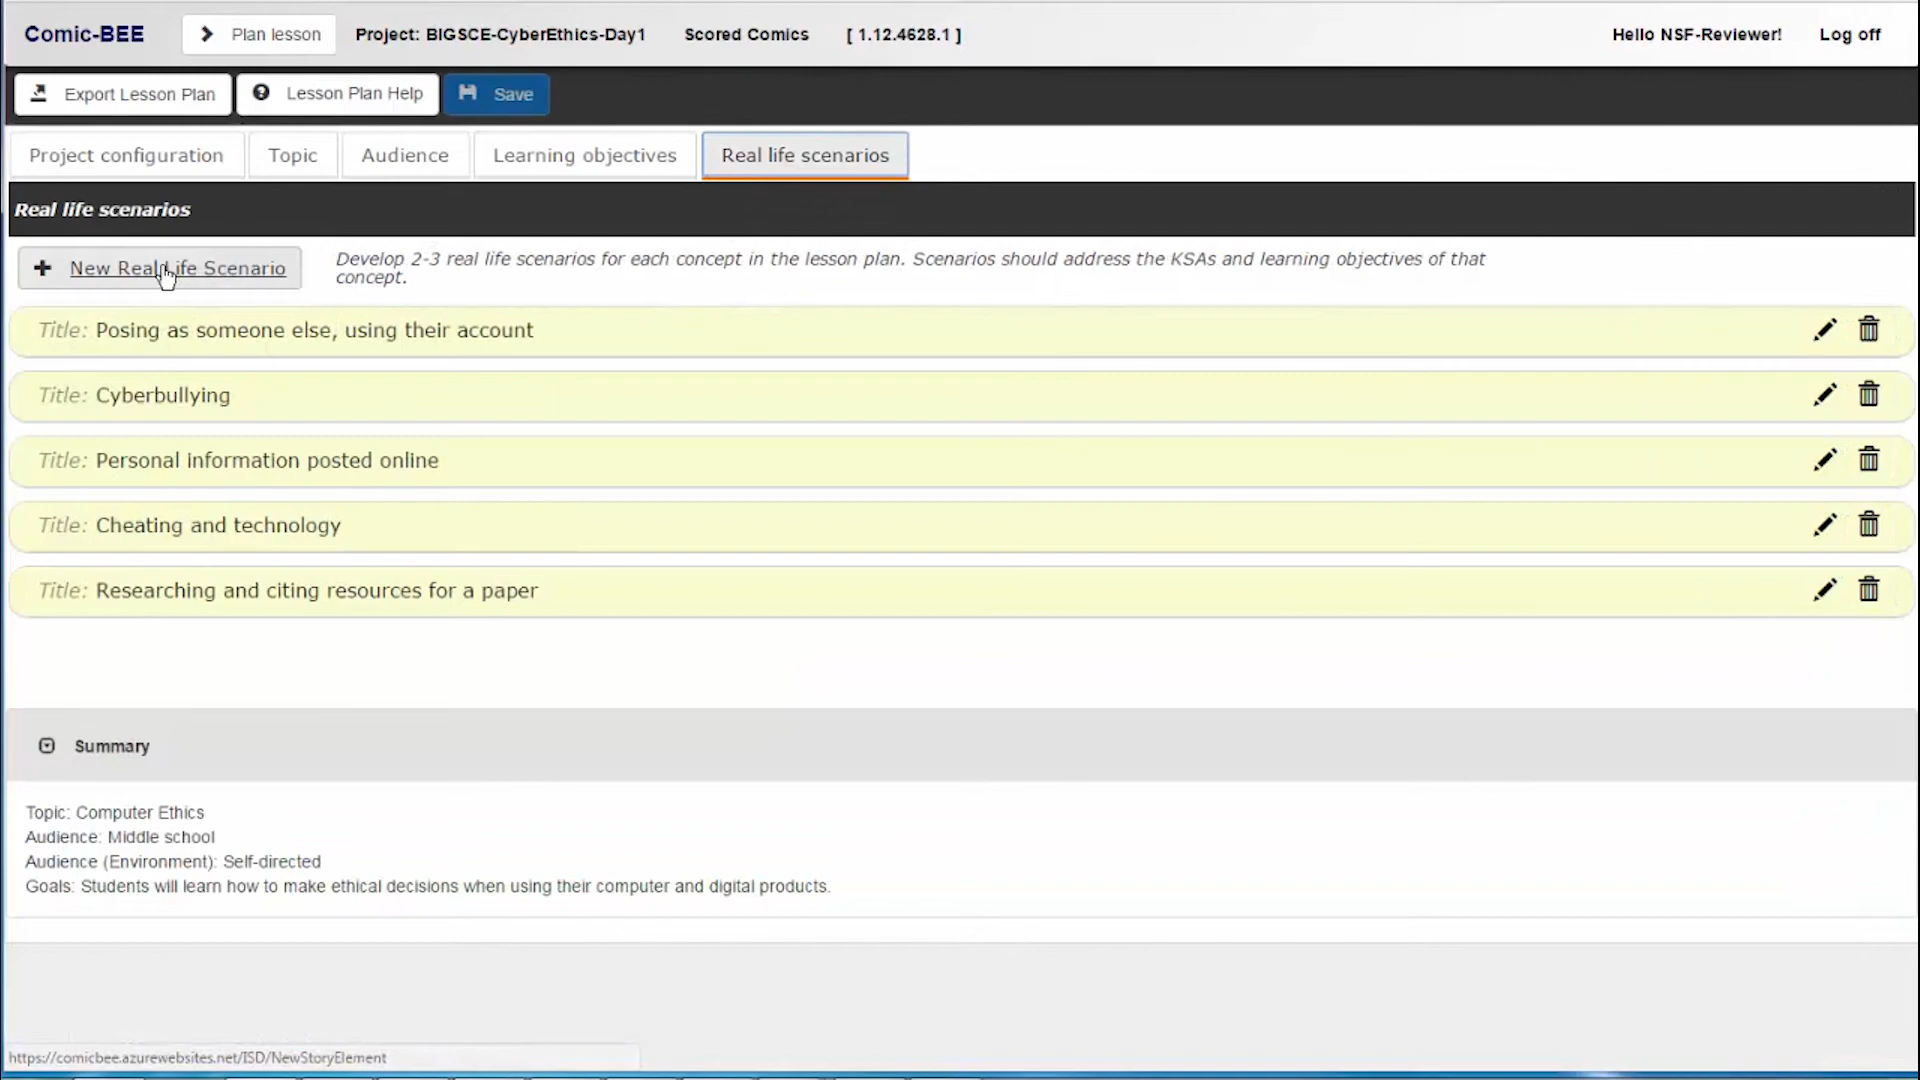 Comic-BEE
Plan lesson
Project: BIGSCE-CyberEthics-Day1
Scored Comics
[ 1.12.4628.1 ]
Hello NSF-Reviewer!
Log off
Export Lesson Plan
Lesson Plan Help
Save
Project configuration
Topic
Audience
Learning objectives
Real life scenarios
Real life scenarios
New Real Life Scenario
Develop 2-3 real life scenarios for each concept in the lesson plan. Scenarios should address the KSAs and learning objectives of that
concept.
Title: Posing as someone else, using their account
Title: Cyberbullying
Title: Personal information posted online
Title: Cheating and technology
Title: Researching and citing resources for a paper
Summary
Topic: Computer Ethics
Audience: Middle school
Audience (Environment): Self-directed
Goals: Students will learn how to make ethical decisions when using their computer and digital products.
https://comicbee.azurewebsites.net/ISD/NewStoryElement